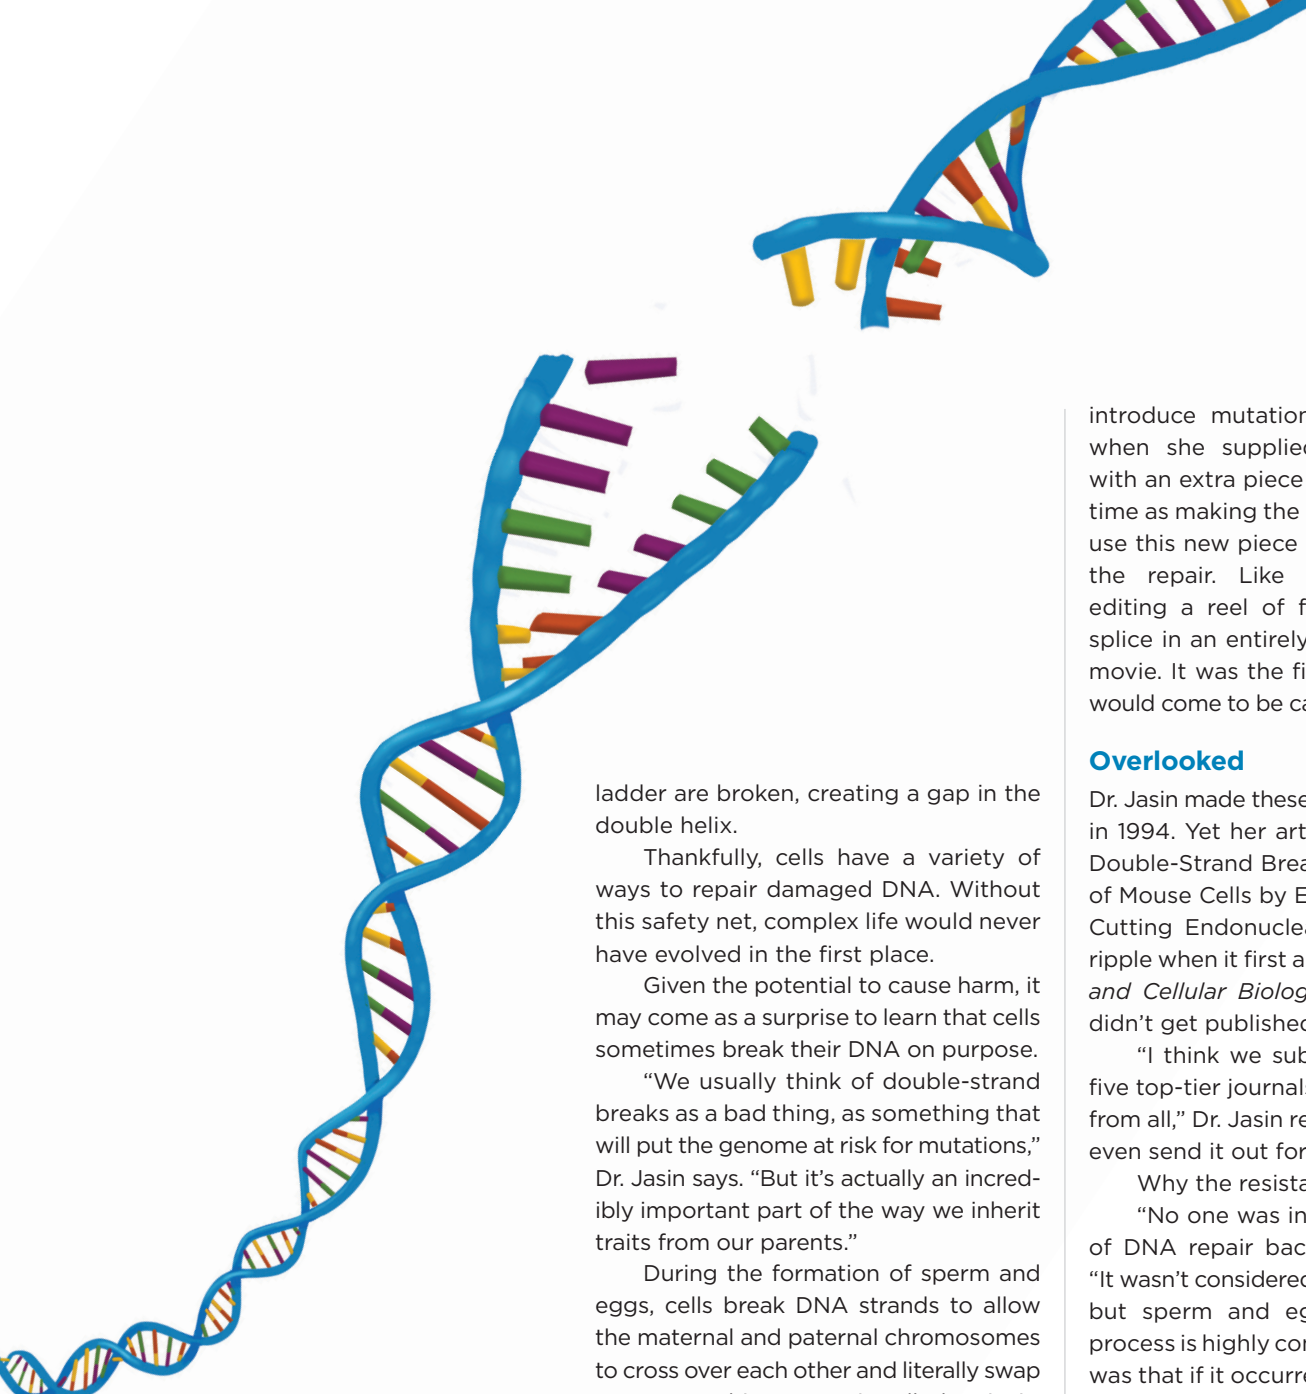 ladder are broken, creating a gap in the
double helix.
Thankfully, cells have a variety of
ways to repair damaged DNA. Without
this safety net, complex life would never
have evolved in the first place.
Given the potential to cause harm, it
may come as a surprise to learn that cells
sometimes break their DNA on purpose.
“We usually think of double-strand
breaks as a bad thing, as something that
will put the genome at risk for mutations,”
Dr. Jasin says. “But it’s actually an incred-
ibly important part of the way we inherit
traits from our parents.”
During the formation of sperm and
eggs, cells break DNA strands to allow
the maternal and paternal chromosomes
to cross over each other and literally swap
introduce mutation
when she supplied
with an extra piece
time as making the
use this new piece
the repair. Like
editing a reel of f
splice in an entirely
movie. It was the fi
would come to be ca
Overlooked
Dr. Jasin made these
in 1994. Yet her art
Double-Strand Brea
of Mouse Cells by E
Cutting Endonuclea
ripple when it first a
and Cellular Biolog
didn’t get published
“I think we sub
five top-tier journals
from all,” Dr. Jasin re
even send it out for
Why the resista
“No one was in
of DNA repair bac
“It wasn’t considered
but sperm and eg
process is highly con
was that if it occurre